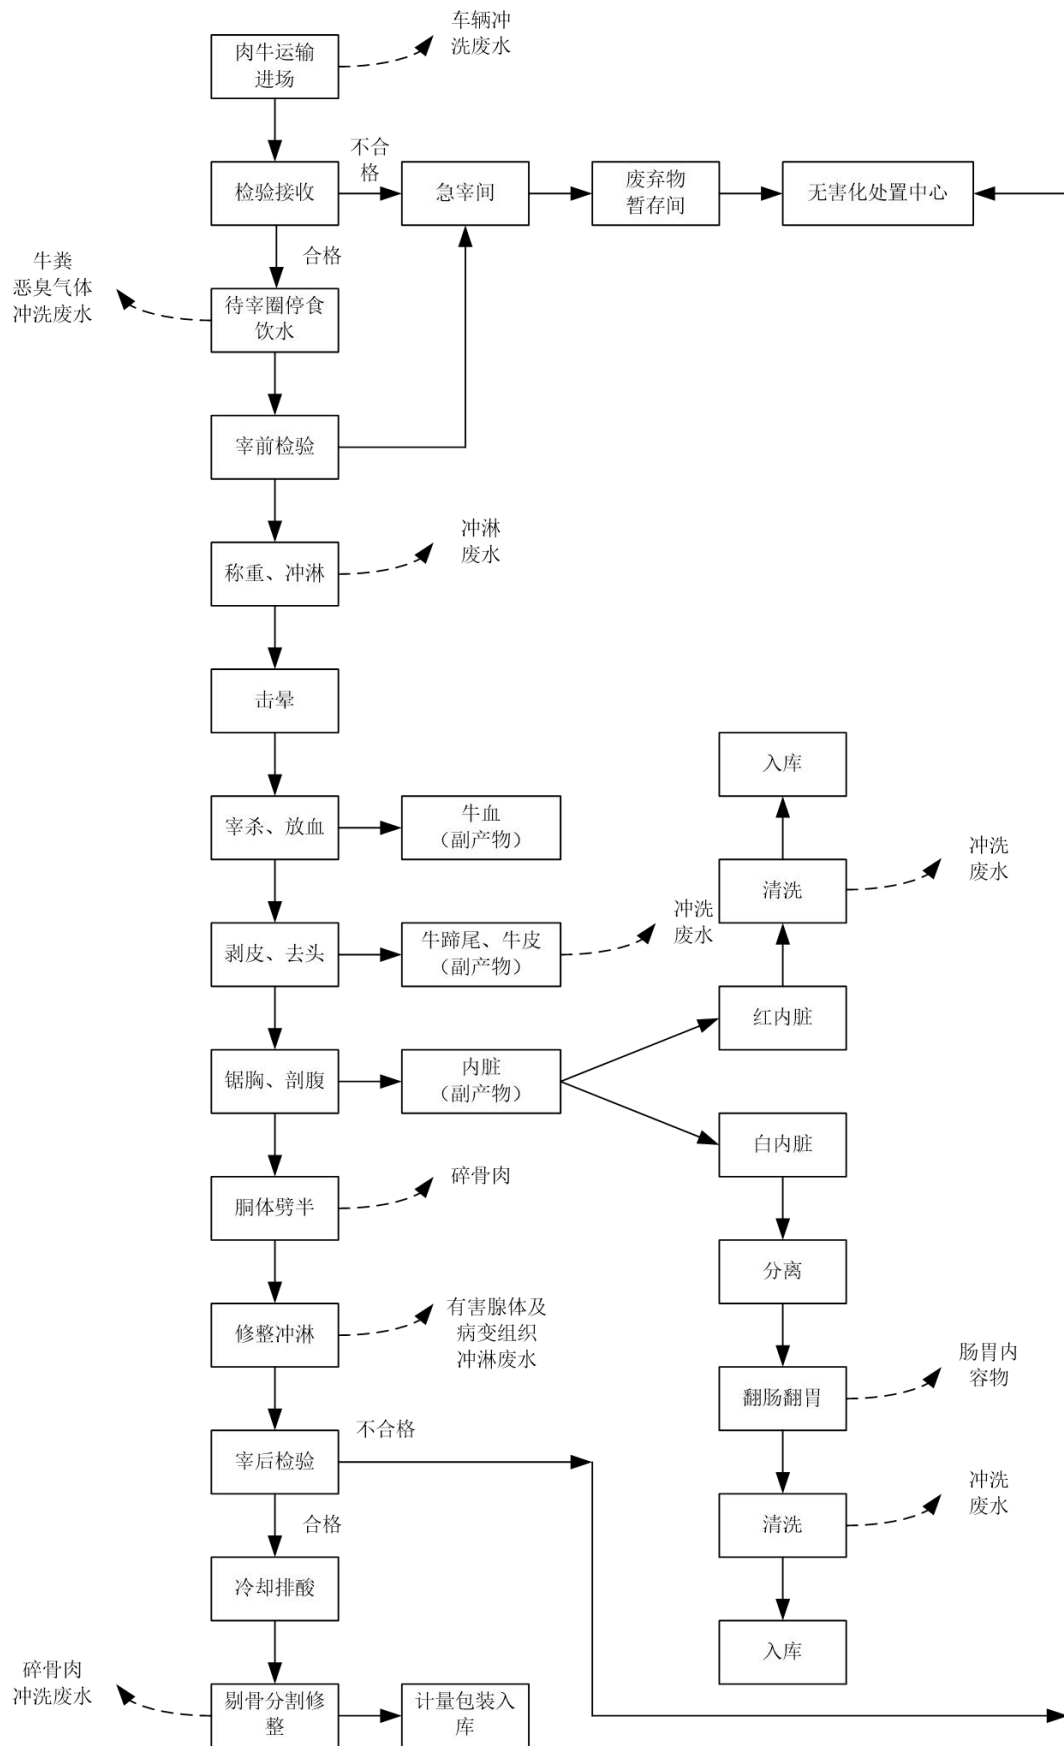 车辆冲
洗废水
肉牛运输
进场
不合
格
检验接收
急宰间
废弃物
暂存间
无害化处置中心
合格
牛粪
恶臭气体
冲洗废水
待宰圈停食
饮水
宰前检验
冲淋
废水
称重、冲淋
击晕
入库
宰杀、放血
牛血
（副产物）
清洗
冲洗
废水
剥皮、去头
牛蹄尾、牛皮
（副产物）
冲洗
废水
红内脏
锯胸、剖腹
内脏
（副产物）
白内脏
胴体劈半
碎骨肉
分离
修整冲淋
有害腺体及
病变组织
冲淋废水
翻肠翻胃
肠胃内
容物
不合格
宰后检验
清洗
冲洗
废水
合格
冷却排酸
入库
碎骨肉
冲洗废水
剔骨分割修
整
计量包装入
库